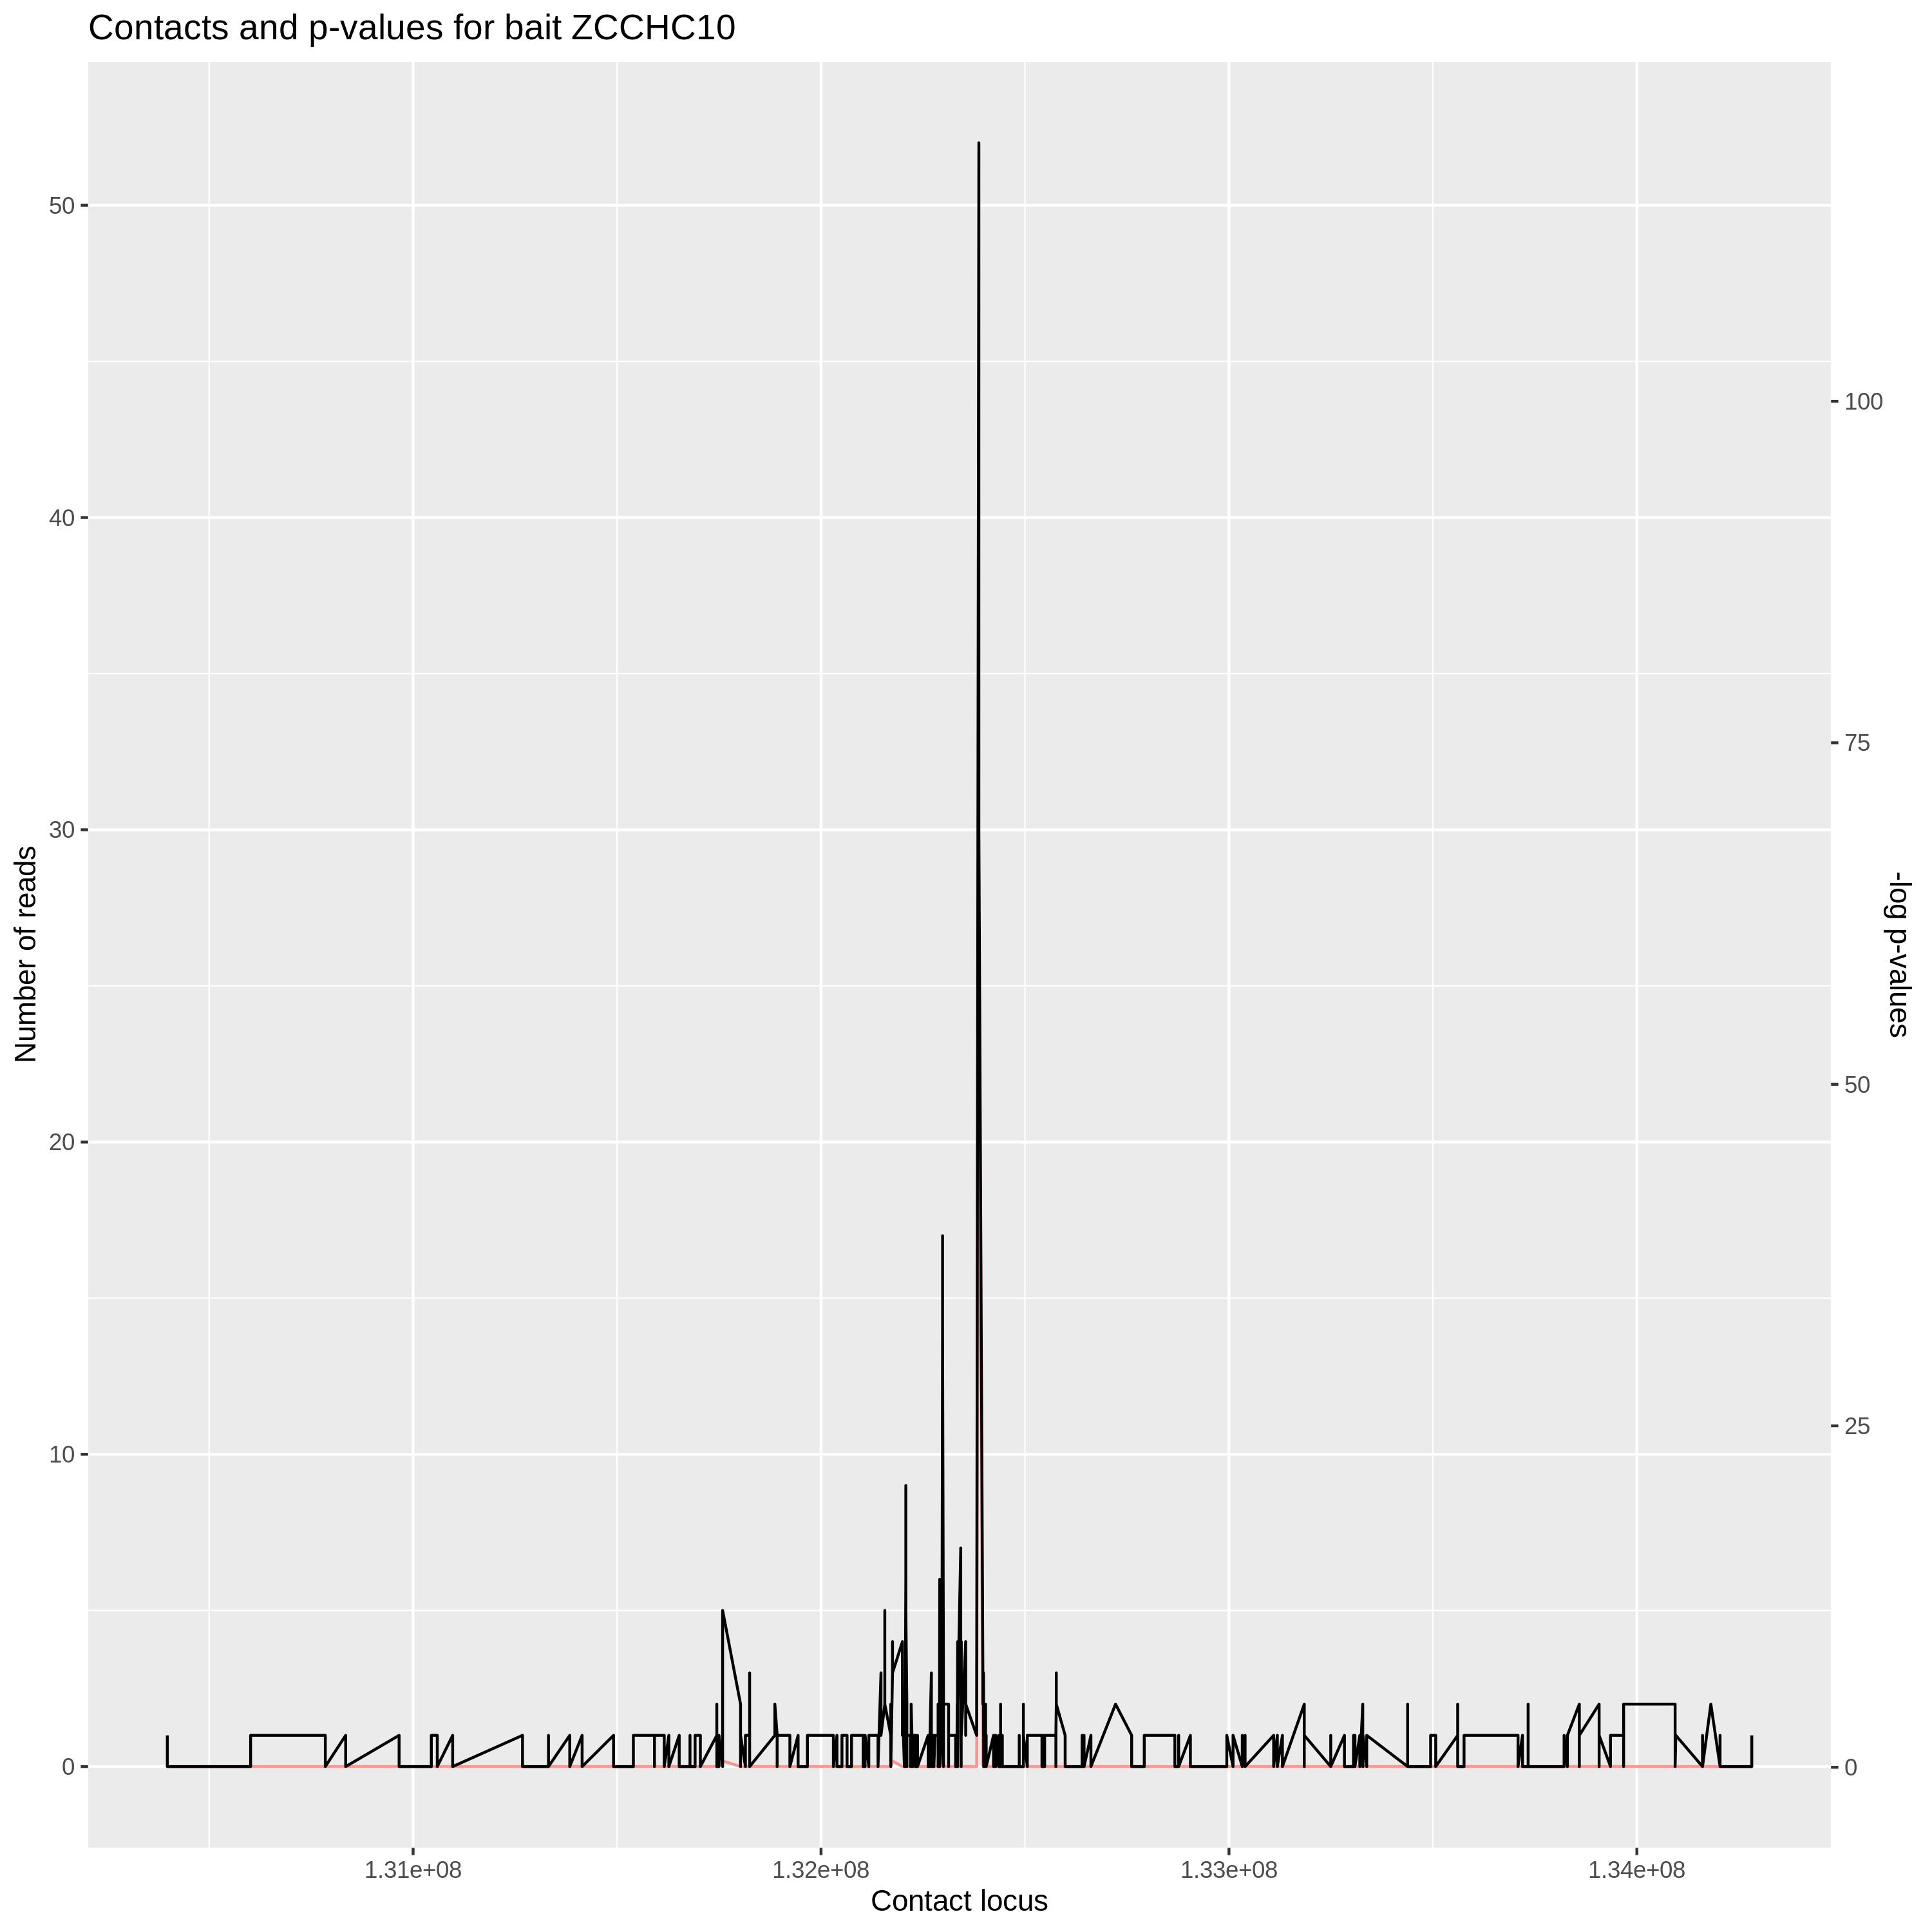 Contacts and p-values for bait ZCCHC10
50
40
30
20
10
0
Number of reads
100
75
50
25
0
-log p-values
1.31e+08
1.32e+08
1.33e+08
1.34e+08
Contact locus